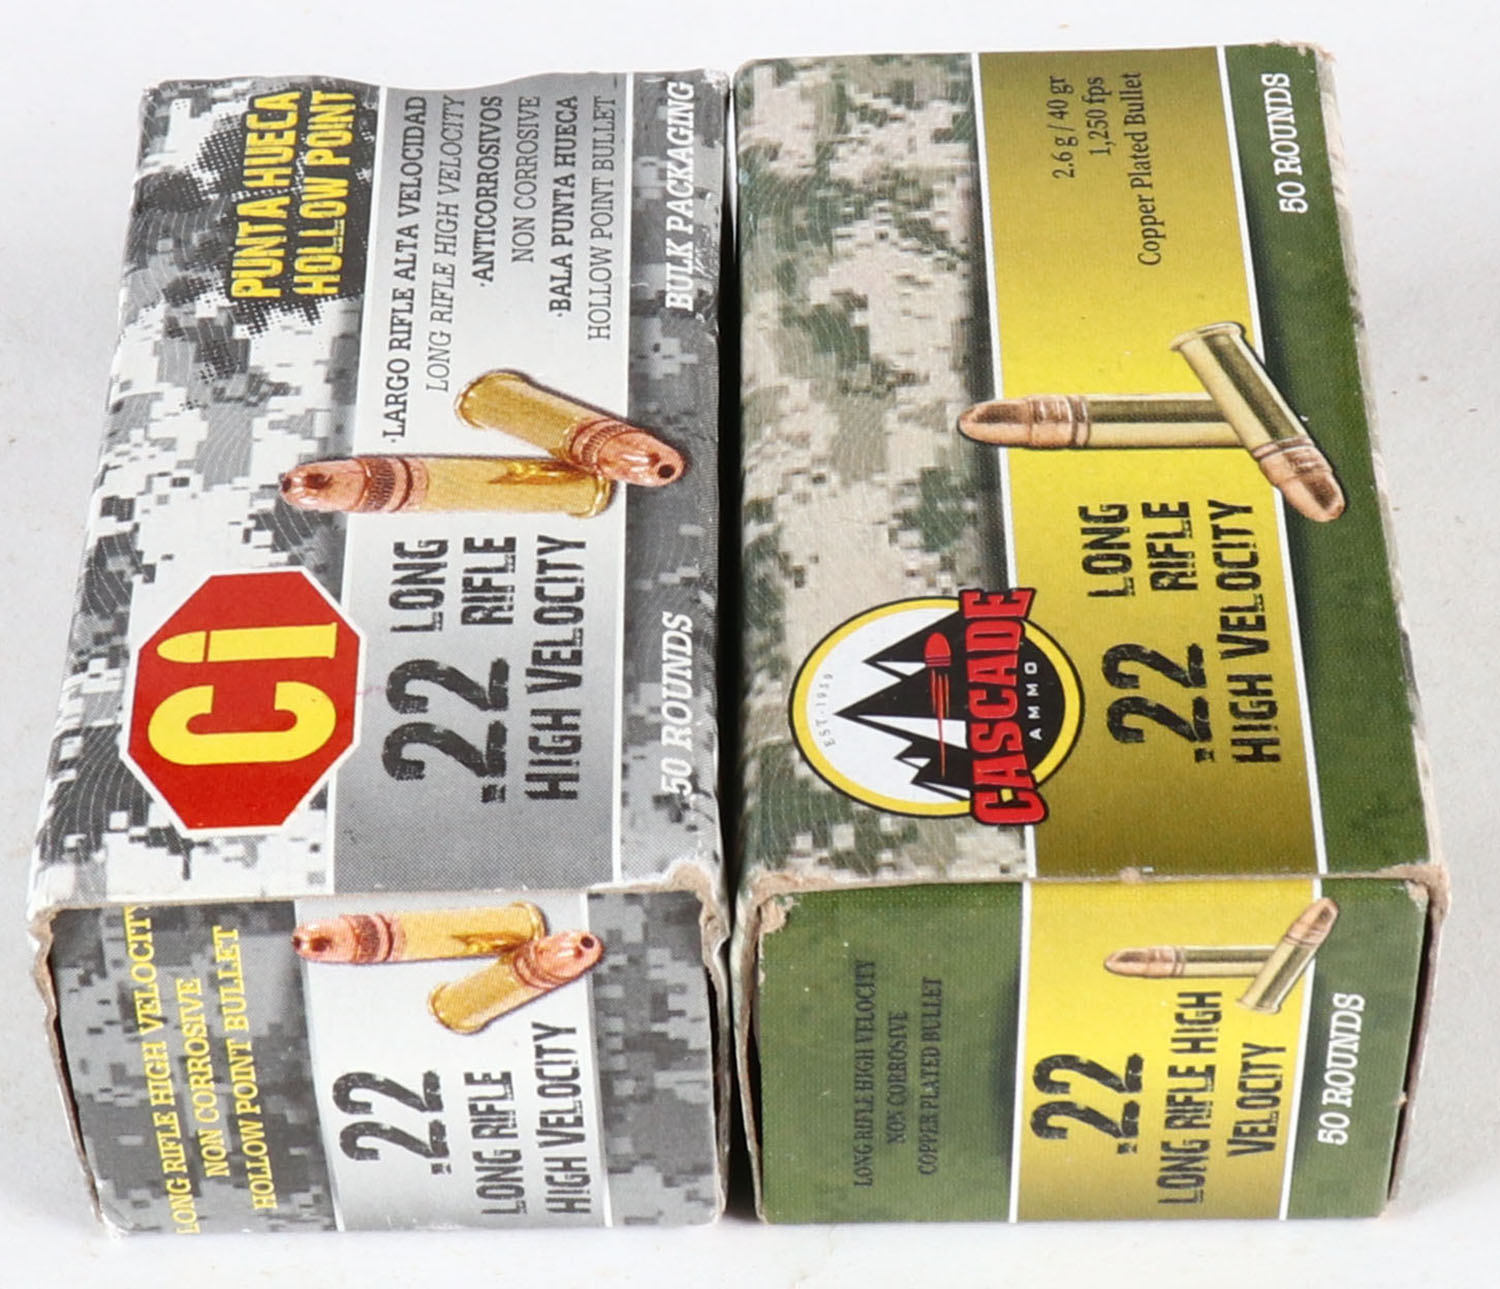 PUNTA HUECA
HOLLOW POINT
Ci
.22 LONG
RIFLE
HIGH VELOCITY
·LARGO RIFLE ALTA VELOCIDAD
LONG RIFLE HIGH VELOCITY
·ANTICORROSIVOS
NON CORROSIVE
·BALA PUNTA HUECA
HOLLOW POINT BULLET
50 ROUNDS
BULK PACKAGING
LONG RIFLE HIGH VELOCITY
NON CORROSIVE
HOLLOW POINT BULLET
.22
LONG RIFLE
HIGH VELOCITY
EST·1959
CASCADE
AMMO
.22 LONG
RIFLE
HIGH VELOCITY
2.6 g / 40 gr
1,250 fps
Copper Plated Bullet
50 ROUNDS
LONG RIFLE HIGH VELOCITY
NON CORROSIVE
COPPER PLATED BULLET
.22
LONG RIFLE HIGH
VELOCITY
50 ROUNDS